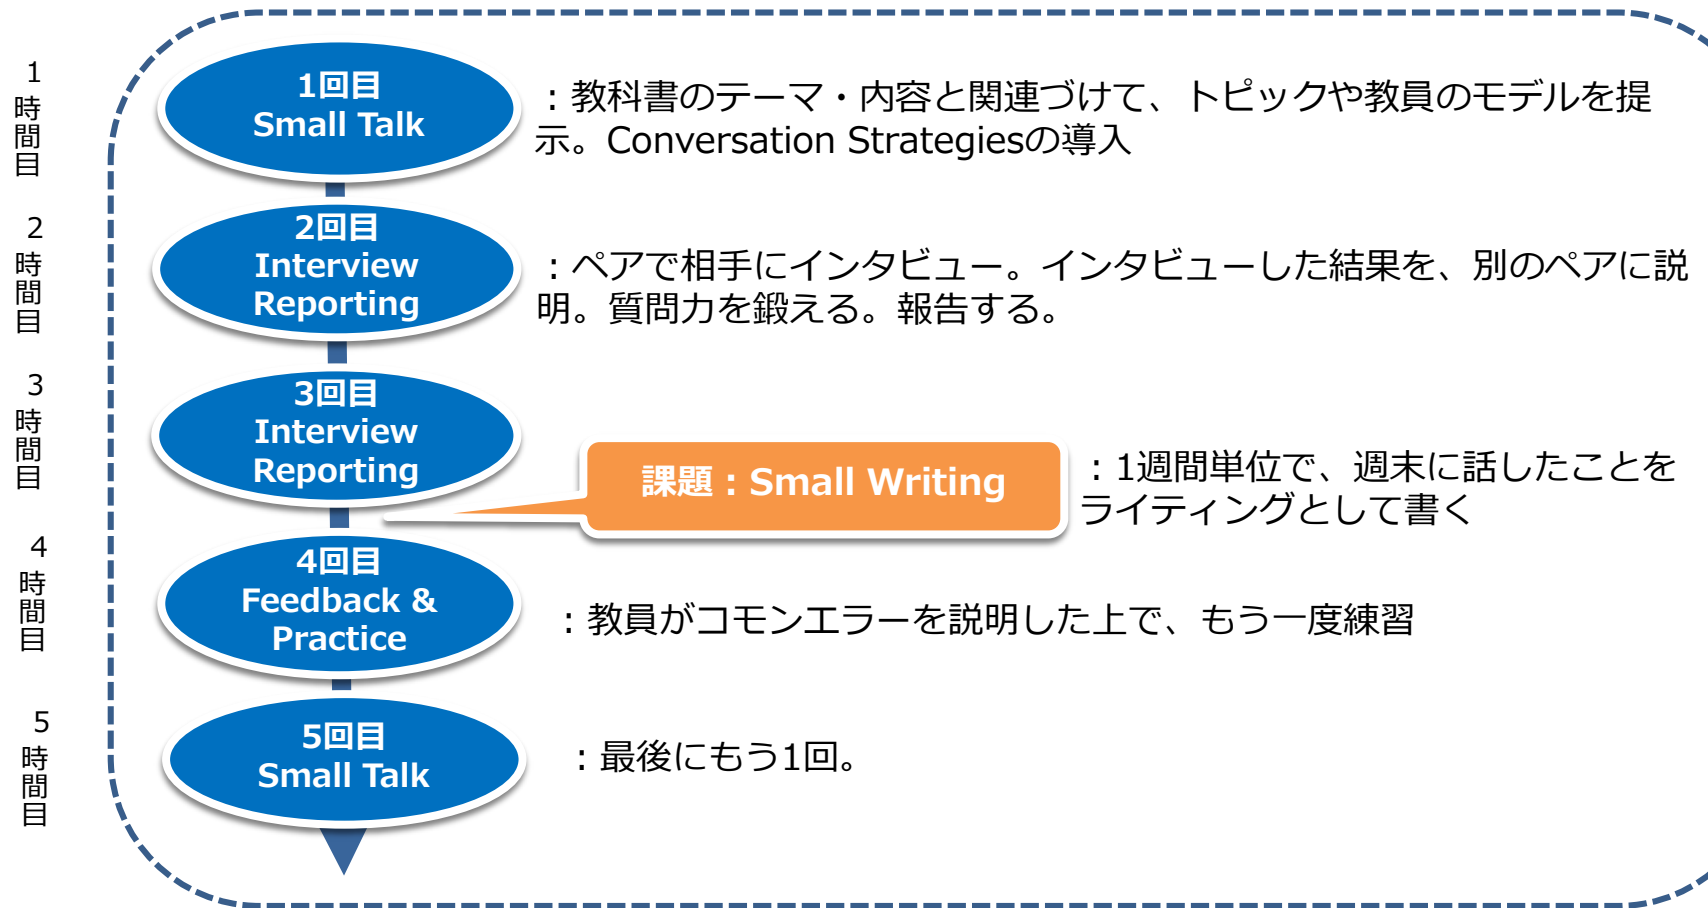 1時間目
1回目
Small Talk
：教科書のテーマ・内容と関連づけて、トピックや教員のモデルを提
示。Conversation Strategiesの導入
2時間目
2回目
Interview
Reporting
：ペアで相手にインタビュー。インタビューした結果を、別のペアに説
明。質問力を鍛える。報告する。
3時間目
3回目
Interview
Reporting
課題：Small Writing
：1週間単位で、週末に話したことを
ライティングとして書く
4時間目
4回目
Feedback &
Practice
：教員がコモンエラーを説明した上で、もう一度練習
5時間目
5回目
Small Talk
：最後にもう1回。